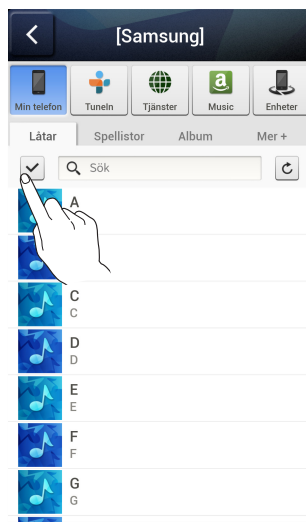 [Samsung]
Min telefon TuneIn Tjänster Music Enheter
Låtar Spellistor Album Mer +
Sök
A
C
C
D
D
E
E
F
F
G
G